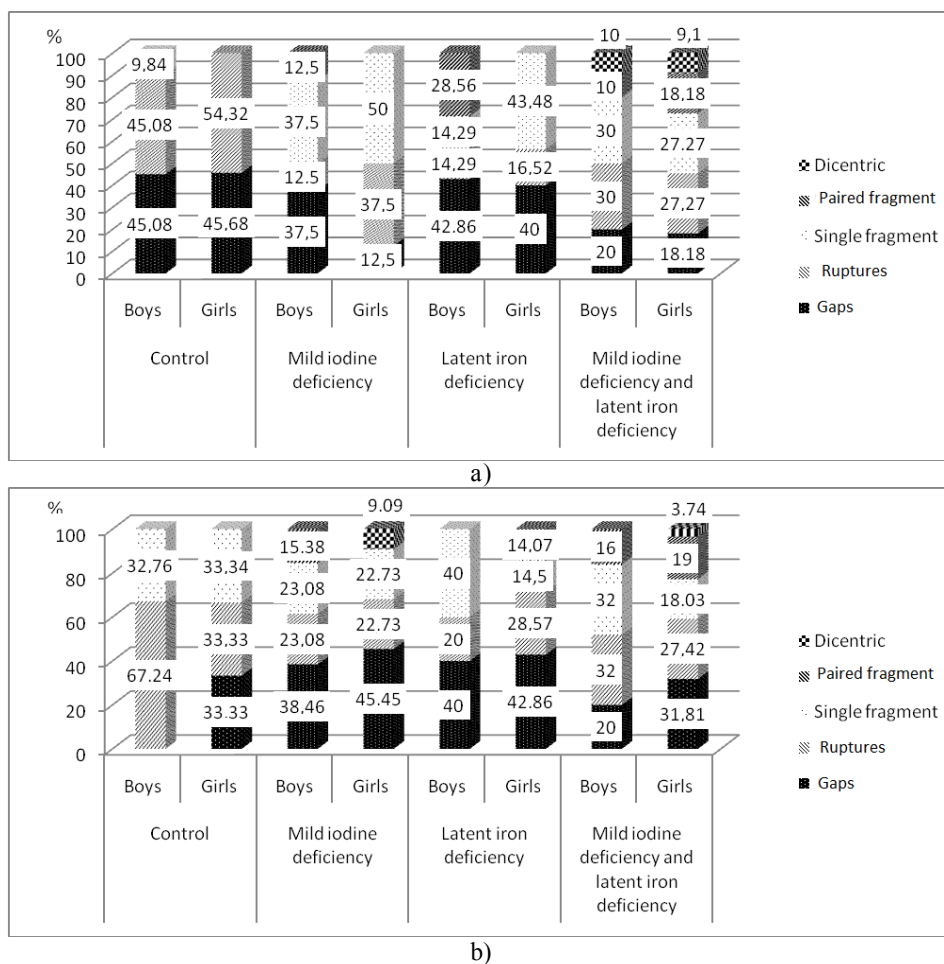 %
10 9,1
100
90
80
70
60
50
40
30
20
10
0
9,84 12,5 28,56 10 18,18
45,08 54,32 37,5 50 14,29 43,48 30 27,27
12.5 37,5 14,29 16,52 30 27,27
45,08 45,68 37,5 12,5 42.86 40 20 18.18
Boys Girls Boys Girls Boys Girls Boys Girls
Control Mild iodine deficiency Latent iron deficiency Mild iodine deficiency and latent iron deficiency
Dicentric
Paired fragment
Single fragment
Ruptures
Gaps
a)
%
9.09 3.74
100
80
60
40
20
0
32,76 33,34 15.38 22.73 40 14,07 16 19
67.24 33,33 23,08 22.73 20 14,5 32 18.03
33.33 23,08 45.45 40 28,57 32 27,42
38,46 42.86 20 31,81
Boys Girls Boys Girls Boys Girls Boys Girls
Control Mild iodine deficiency Latent iron deficiency Mild iodine deficiency and latent iron deficiency
Dicentric
Paired fragment
Single fragment
Ruptures
Gaps
b)